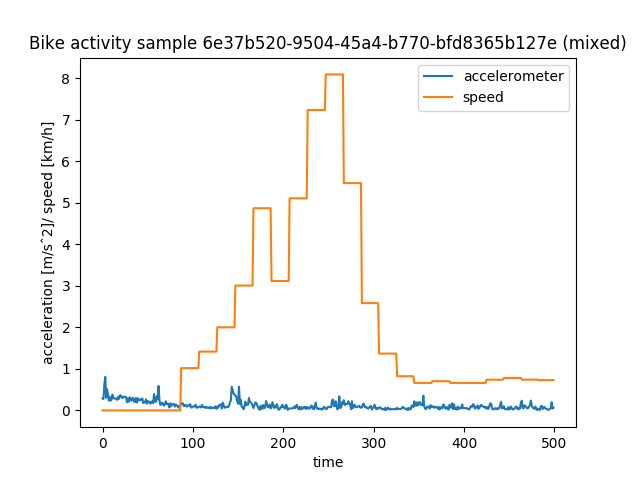 Bike activity sample 6e37b520-9504-45a4-b770-bfd8365b127e (mixed)
accelerometer
speed
acceleration [m/s^2]/ speed [km/h]
8
7
6
5
4
3
2
1
0
0 100 200 300 400 500
time